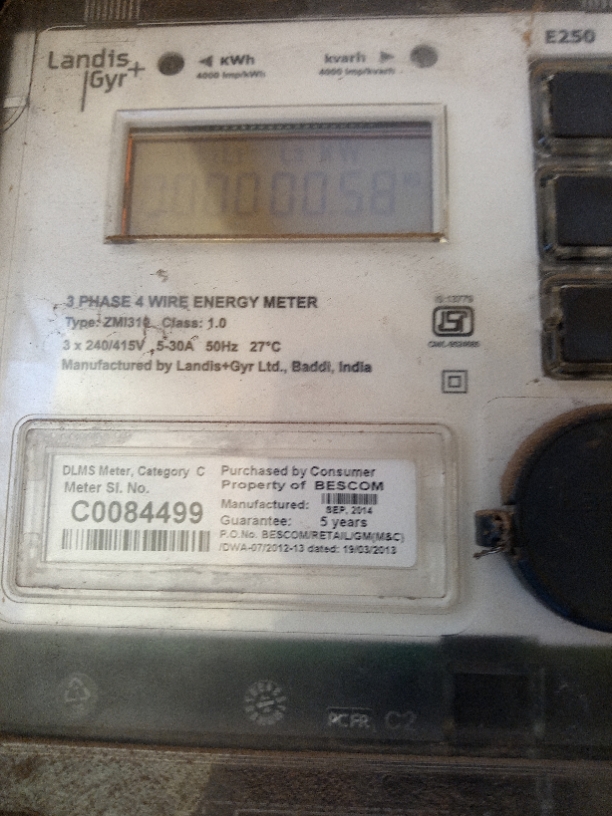 Landis
Gyr+
kWh
4000 imp/kWh
kvarh
4000 imp/kvarh
E250
3 PHASE 4 WIRE ENERGY METER
Type: ZMI310 Class: 1.0
3 x 240/415V 5-30A 50Hz 27°C
Manufactured by Landis+Gyr Ltd., Baddi, India
IS:13779
DLMS Meter, Category C
Meter Sl. No.
C0084499
Purchased by Consumer
Property of BESCOM
Manufactured: SEP, 2014
Guarantee: 5 years
P.O.No. BESCOM/RETAIL/GM(M&C)
/DWA-07/2012-13 dated: 19/03/2013
C2